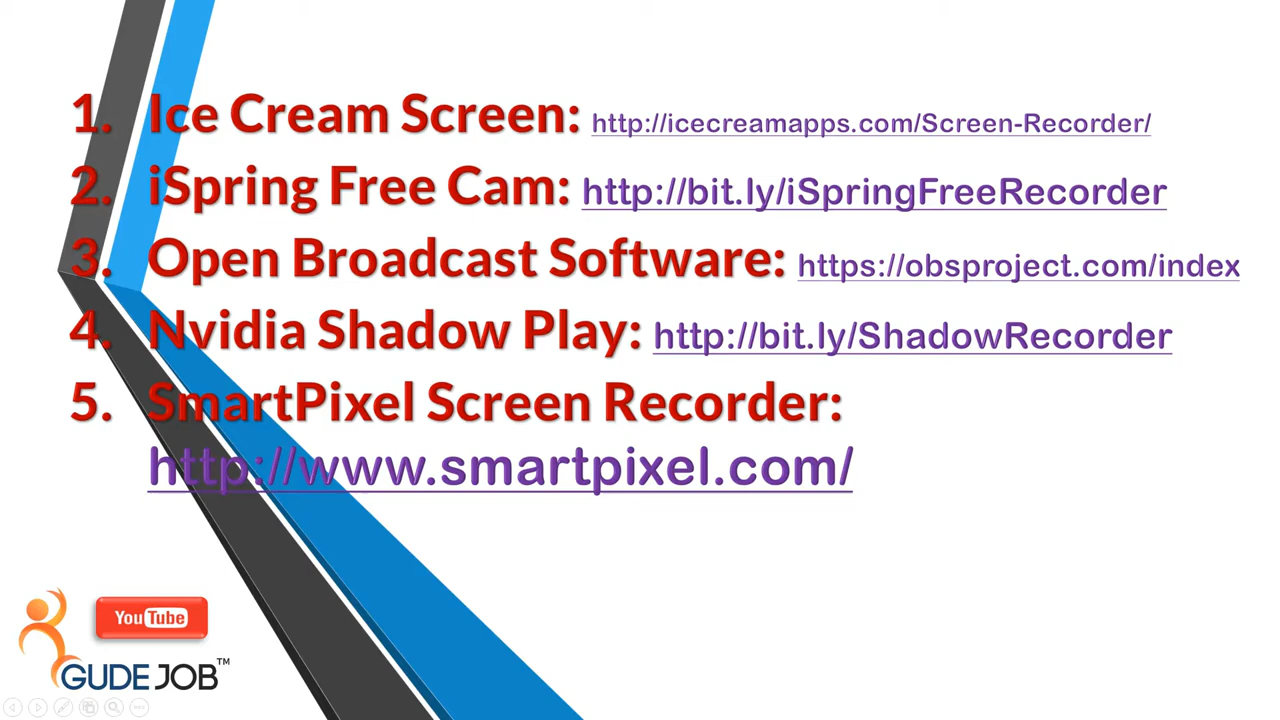 1. Ice Cream Screen: http://icecreamapps.com/Screen-Recorder/
2. iSpring Free Cam: http://bit.ly/iSpringFreeRecorder
3. Open Broadcast Software: https://obsproject.com/index
4. Nvidia Shadow Play: http://bit.ly/ShadowRecorder
5. SmartPixel Screen Recorder:
http://www.smartpixel.com/
YouTube
GUDE JOB™